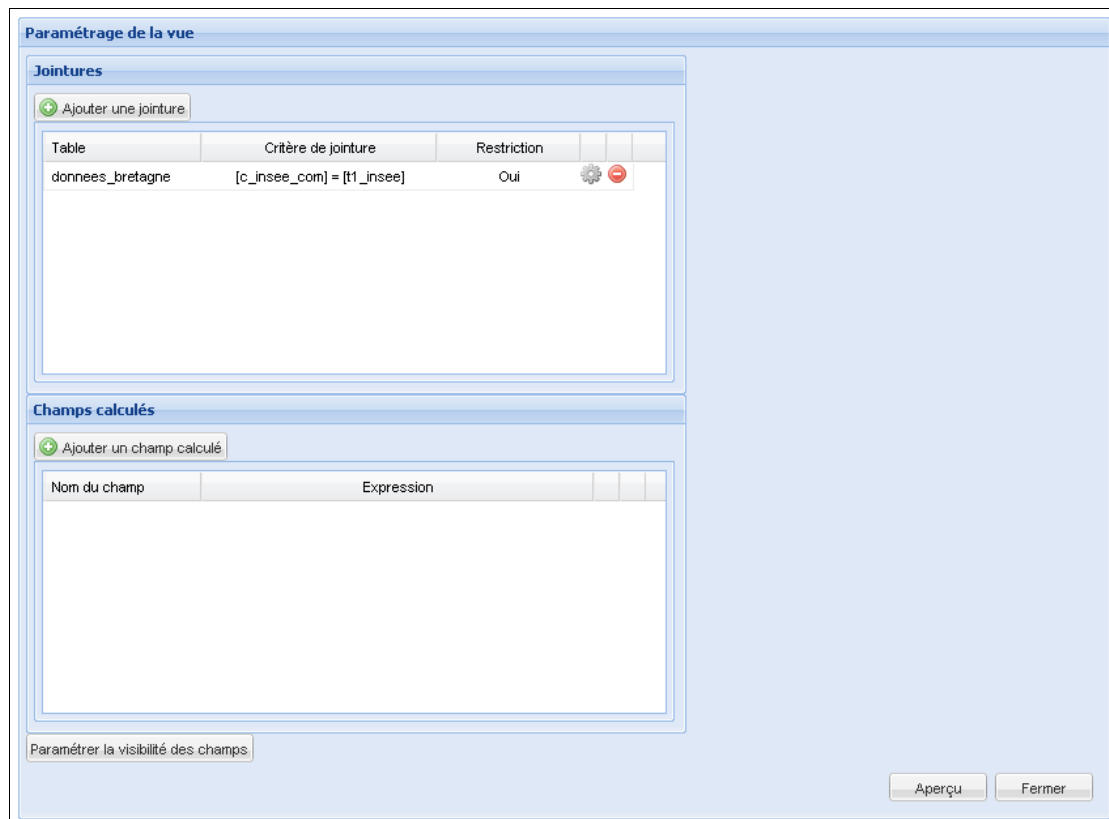 Paramétrage de la vue
Jointures
Ajouter une jointure
Table Critère de jointure Restriction
donnees_bretagne [c_insee_com] = [t1_insee] Oui
Champs calculés
Ajouter un champ calculé
Nom du champ Expression
Paramétrer la visibilité des champs
Aperçu Fermer